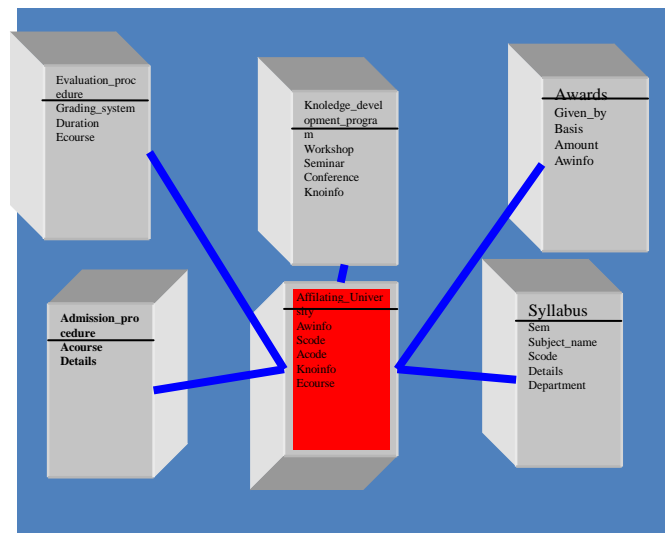 Evaluation_proc
edure
Grading_system
Duration
Ecourse
Knoledge_devel
opment_progra
m
Workshop
Seminar
Conference
Knoinfo
Awards
Given_by
Basis
Amount
Awinfo
Admission_pro
cedure
Acourse
Details
Affilating_Univer
sity
Awinfo
Scode
Acode
Knoinfo
Ecourse
Syllabus
Sem
Subject_name
Scode
Details
Department